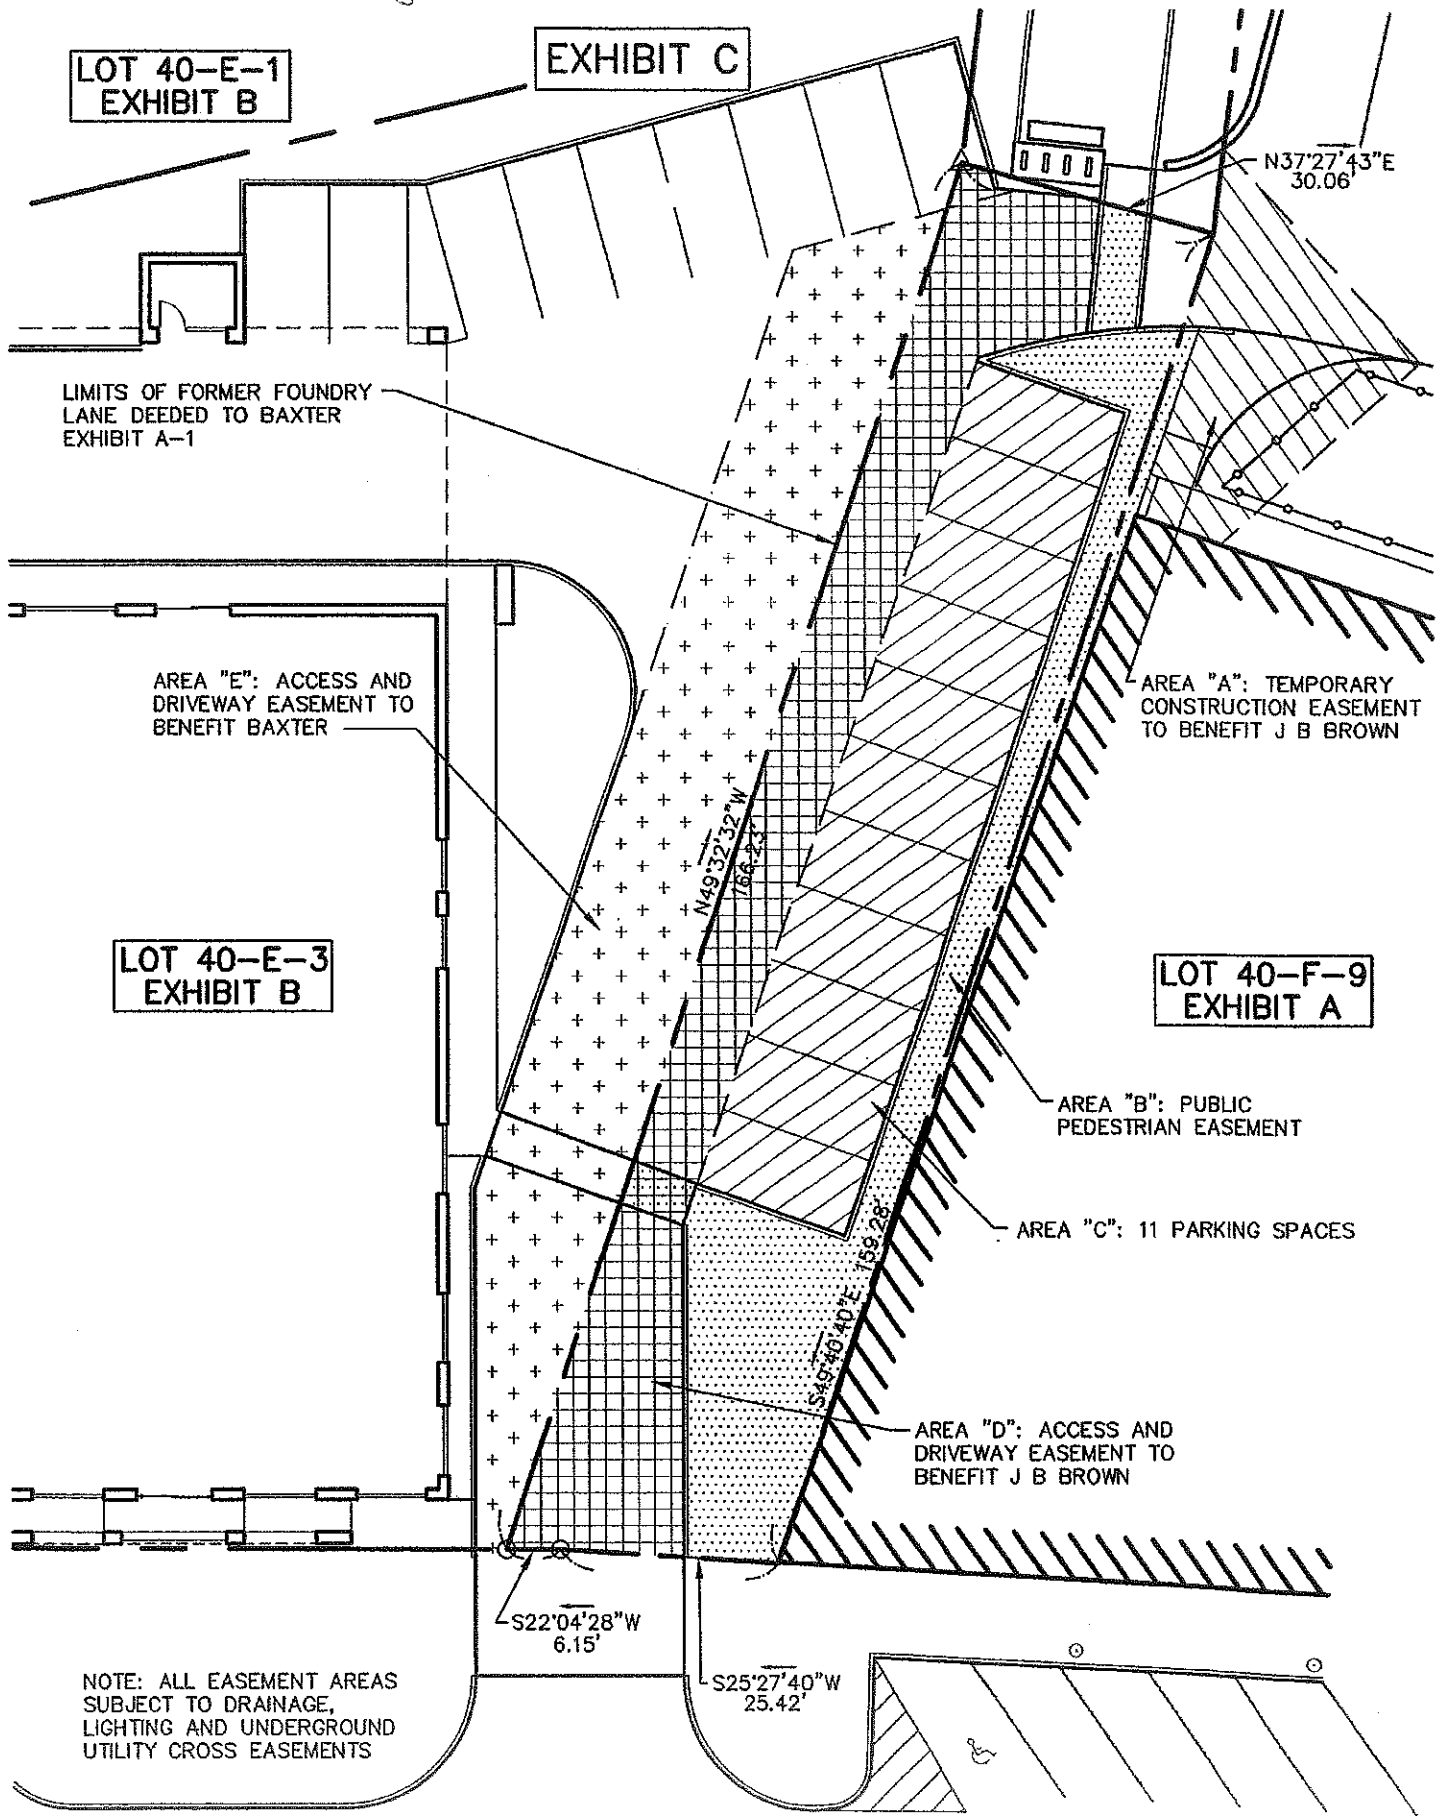 LOT 40-E-1
EXHIBIT B
EXHIBIT C
N37°27'43"E
30.06'
LIMITS OF FORMER FOUNDRY
LANE DEEDED TO BAXTER
EXHIBIT A-1
AREA "E": ACCESS AND
DRIVEWAY EASEMENT TO
BENEFIT BAXTER
AREA "A": TEMPORARY
CONSTRUCTION EASEMENT
TO BENEFIT J B BROWN
N49°32'32"W
166.23'
LOT 40-E-3
EXHIBIT B
LOT 40-F-9
EXHIBIT A
AREA "B": PUBLIC
PEDESTRIAN EASEMENT
AREA "C": 11 PARKING SPACES
S49°40'40"E 159.28'
AREA "D": ACCESS AND
DRIVEWAY EASEMENT TO
BENEFIT J B BROWN
S22°04'28"W
6.15'
S25°27'40"W
25.42'
NOTE: ALL EASEMENT AREAS
SUBJECT TO DRAINAGE,
LIGHTING AND UNDERGROUND
UTILITY CROSS EASEMENTS